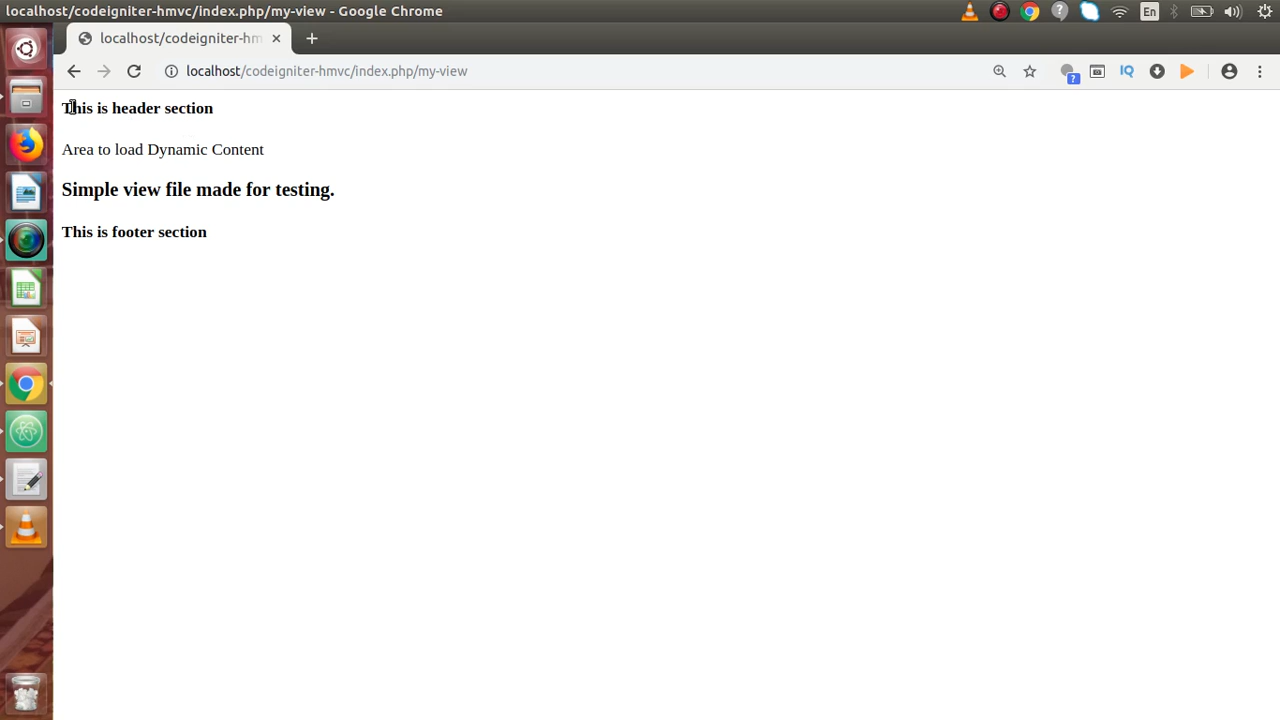 localhost/codeigniter-hmvc/index.php/my-view - Google Chrome
En
localhost/codeigniter-hm
localhost/codeigniter-hmvc/index.php/my-view
IQ
This is header section
Area to load Dynamic Content
Simple view file made for testing.
This is footer section